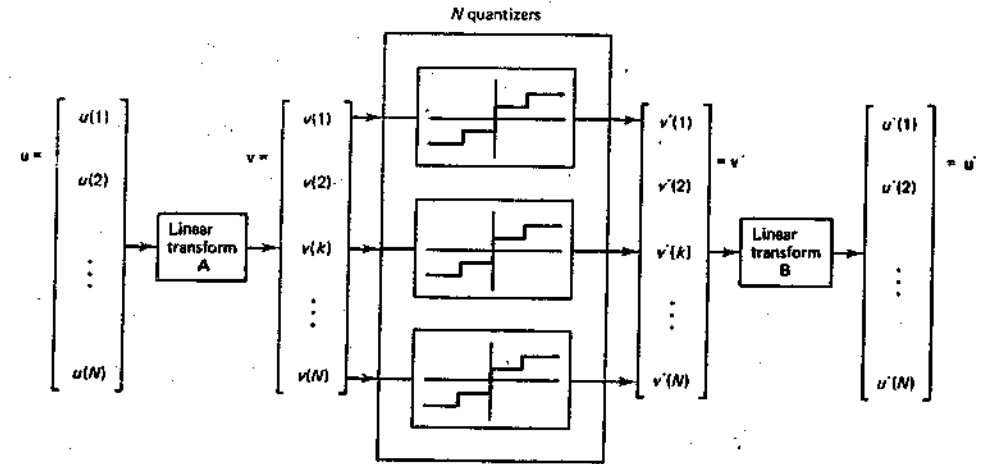 N quantizers
u =
u(1)
u(2)
⋮
u(N)
Linear
transform
A
v =
v(1)
v(2)
v(k)
⋮
v(N)
v˙(1)
v˙(2)
v˙(k)
⋮
v˙(N)
= v˙
Linear
transform
B
u˙(1)
u˙(2)
⋮
u˙(N)
= u˙